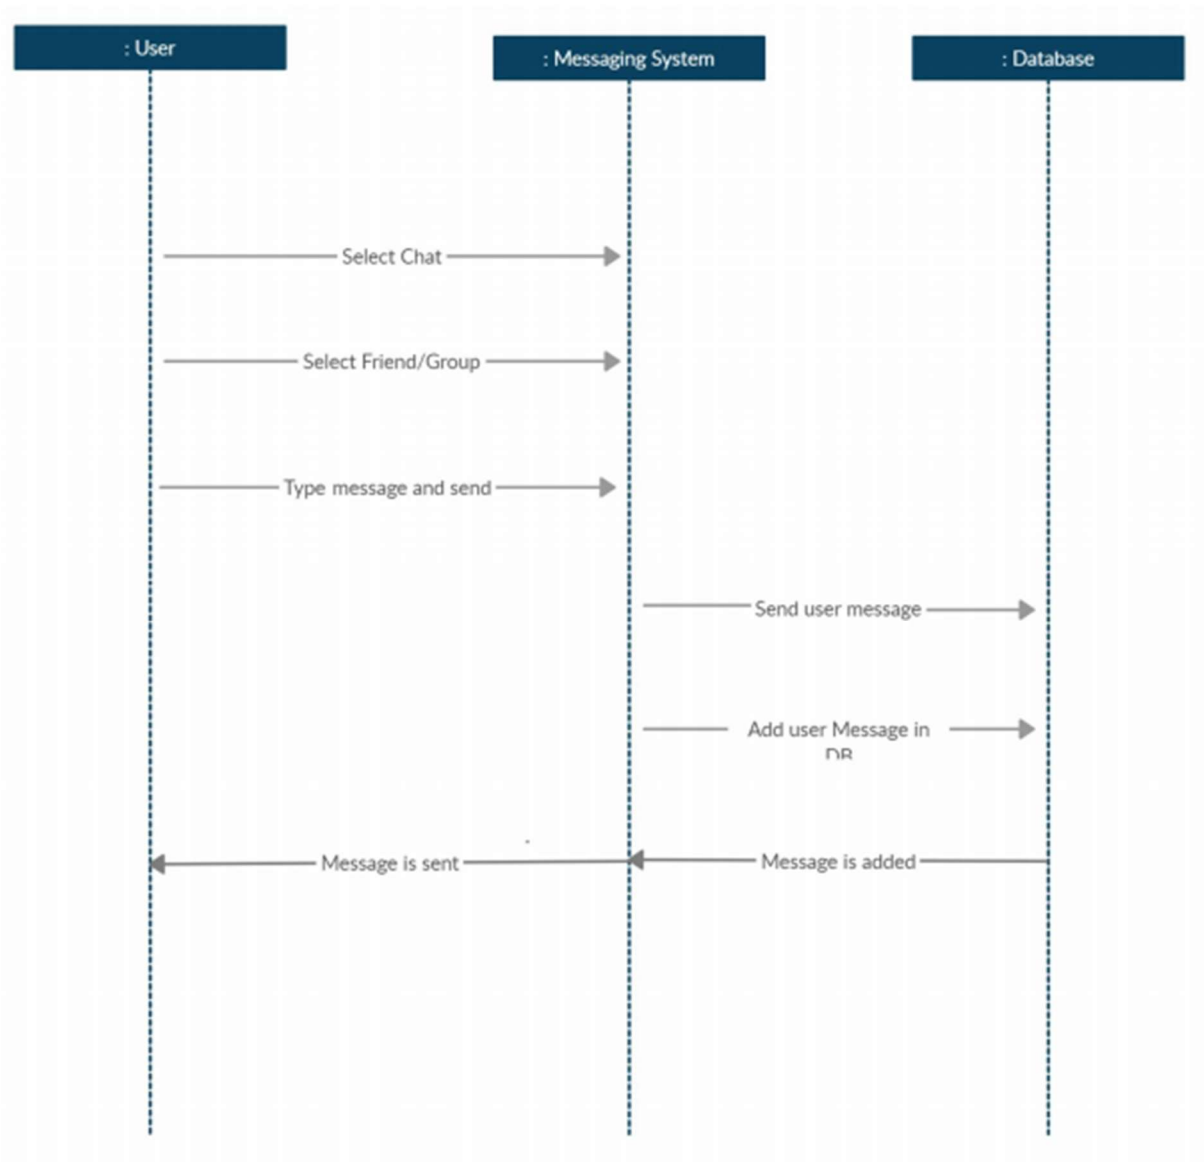 : User
: Messaging System
: Database
Select Chat
Select Friend/Group
Type message and send
Send user message
Add user Message in
DB
Message is sent
Message is added